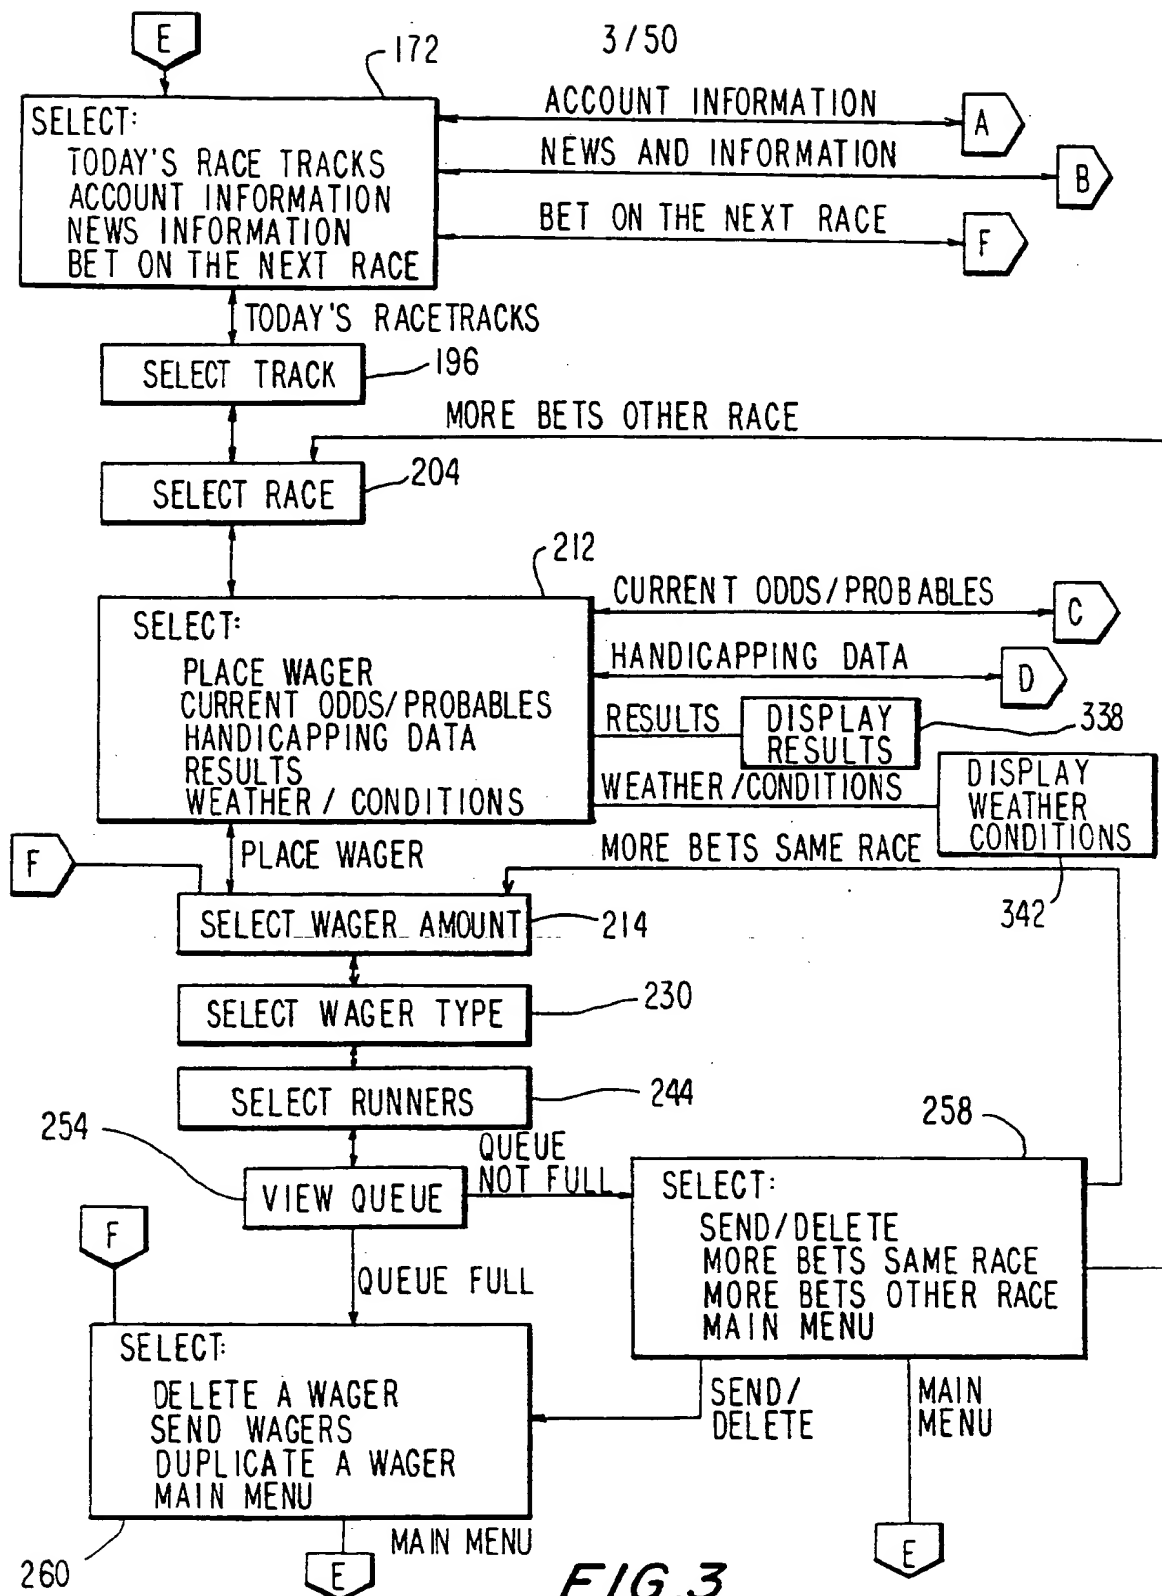 E
3/50
172
SELECT:
TODAY'S RACE TRACKS
ACCOUNT INFORMATION
NEWS INFORMATION
BET ON THE NEXT RACE
ACCOUNT INFORMATION
A
NEWS AND INFORMATION
B
BET ON THE NEXT RACE
F
TODAY'S RACETRACKS
SELECT TRACK
196
MORE BETS OTHER RACE
SELECT RACE
204
212
SELECT:
PLACE WAGER
CURRENT ODDS/PROBABLES
HANDICAPPING DATA
RESULTS
WEATHER / CONDITIONS
CURRENT ODDS/PROBABLES
C
HANDICAPPING DATA
D
RESULTS
DISPLAY
RESULTS
338
WEATHER/CONDITIONS
DISPLAY
WEATHER
CONDITIONS
342
F
PLACE WAGER
MORE BETS SAME RACE
SELECT WAGER AMOUNT
214
SELECT WAGER TYPE
230
SELECT RUNNERS
244
254
VIEW QUEUE
QUEUE
NOT FULL
258
SELECT:
SEND/DELETE
MORE BETS SAME RACE
MORE BETS OTHER RACE
MAIN MENU
F
QUEUE FULL
SELECT:
DELETE A WAGER
SEND WAGERS
DUPLICATE A WAGER
MAIN MENU
SEND/
DELETE
MAIN
MENU
260
MAIN MENU
E
E
FIG.3